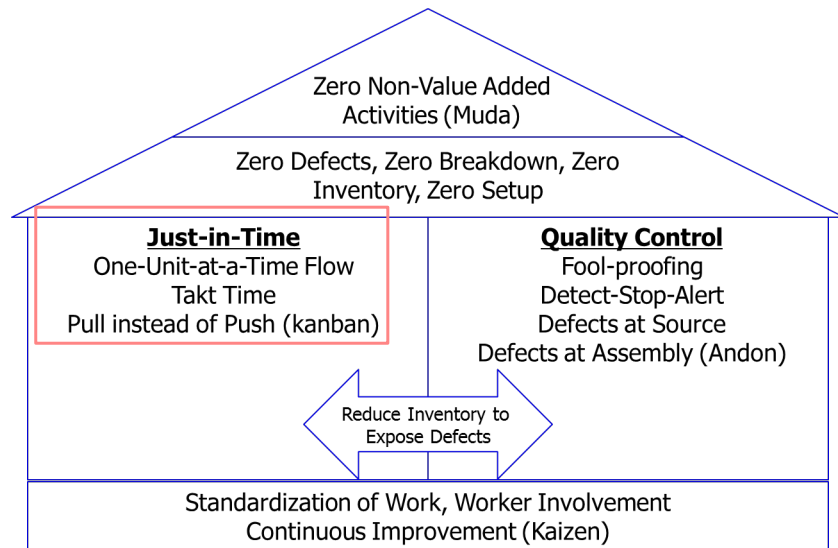 Zero Non-Value Added
Activities (Muda)
Zero Defects, Zero Breakdown, Zero
Inventory, Zero Setup
Just-in-Time
One-Unit-at-a-Time Flow
Takt Time
Pull instead of Push (kanban)
Quality Control
Fool-proofing
Detect-Stop-Alert
Defects at Source
Defects at Assembly (Andon)
Reduce Inventory to
Expose Defects
Standardization of Work, Worker Involvement
Continuous Improvement (Kaizen)